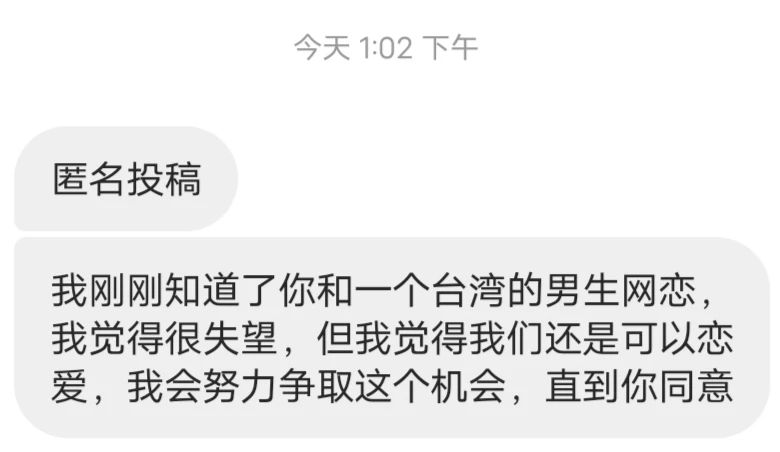 今天 1:02 下午
匿名投稿
我刚刚知道了你和一个台湾的男生网恋，
我觉得很失望，但我觉得我们还是可以恋
爱，我会努力争取这个机会，直到你同意